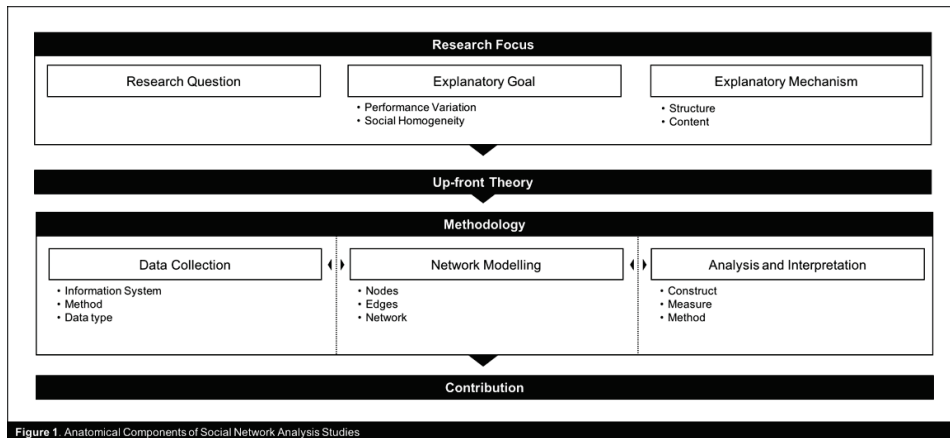 Research Focus
Research Question
Explanatory Goal
• Performance Variation
• Social Homogeneity
Explanatory Mechanism
• Structure
• Content
Up-front Theory
Methodology
Data Collection
• Information System
• Method
• Data type
Network Modelling
• Nodes
• Edges
• Network
Analysis and Interpretation
• Construct
• Measure
• Method
Contribution
Figure 1. Anatomical Components of Social Network Analysis Studies